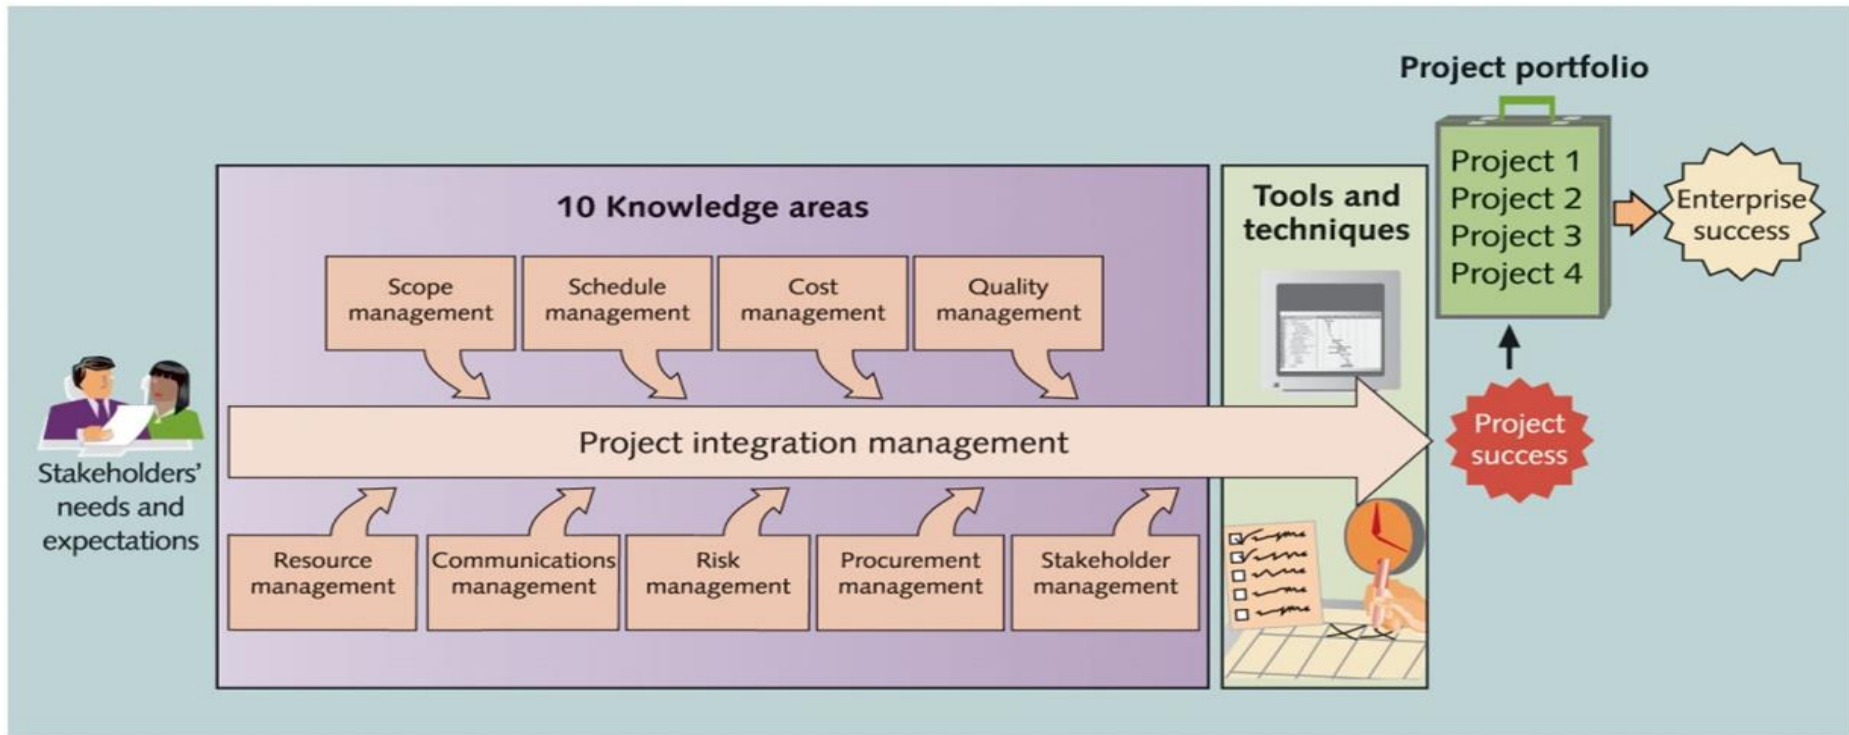 Project portfolio
Project 1
Project 2
Project 3
Project 4
Enterprise
success
10 Knowledge areas
Tools and
techniques
Scope
management
Schedule
management
Cost
management
Quality
management
Stakeholders'
needs and
expectations
Project integration management
Project
success
Resource
management
Communications
management
Risk
management
Procurement
management
Stakeholder
management